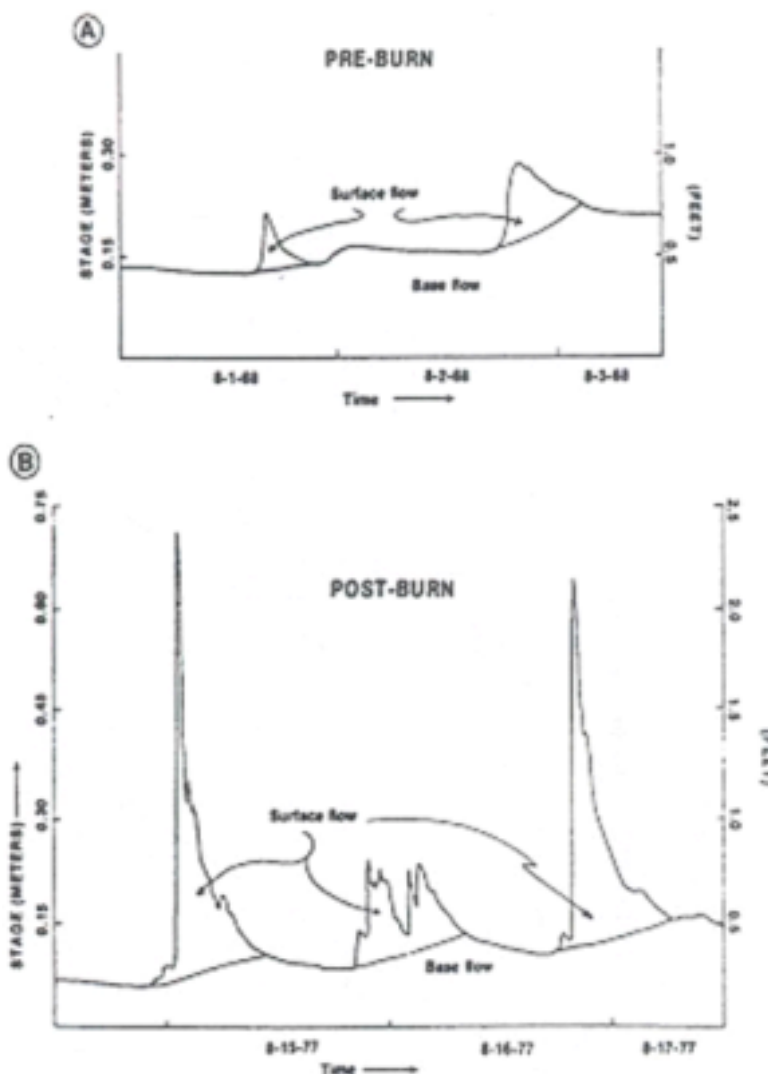 A
PRE-BURN
STAGE (METERS)
0.30
0.15
1.0
0.5
(FEET)
Surface flow
Base flow
8-1-68
8-2-68
8-3-68
Time
B
POST-BURN
STAGE (METERS)
0.75
0.60
0.45
0.30
0.15
2.5
2.0
1.5
1.0
0.5
(FEET)
Surface flow
Base flow
8-15-77
8-16-77
8-17-77
Time